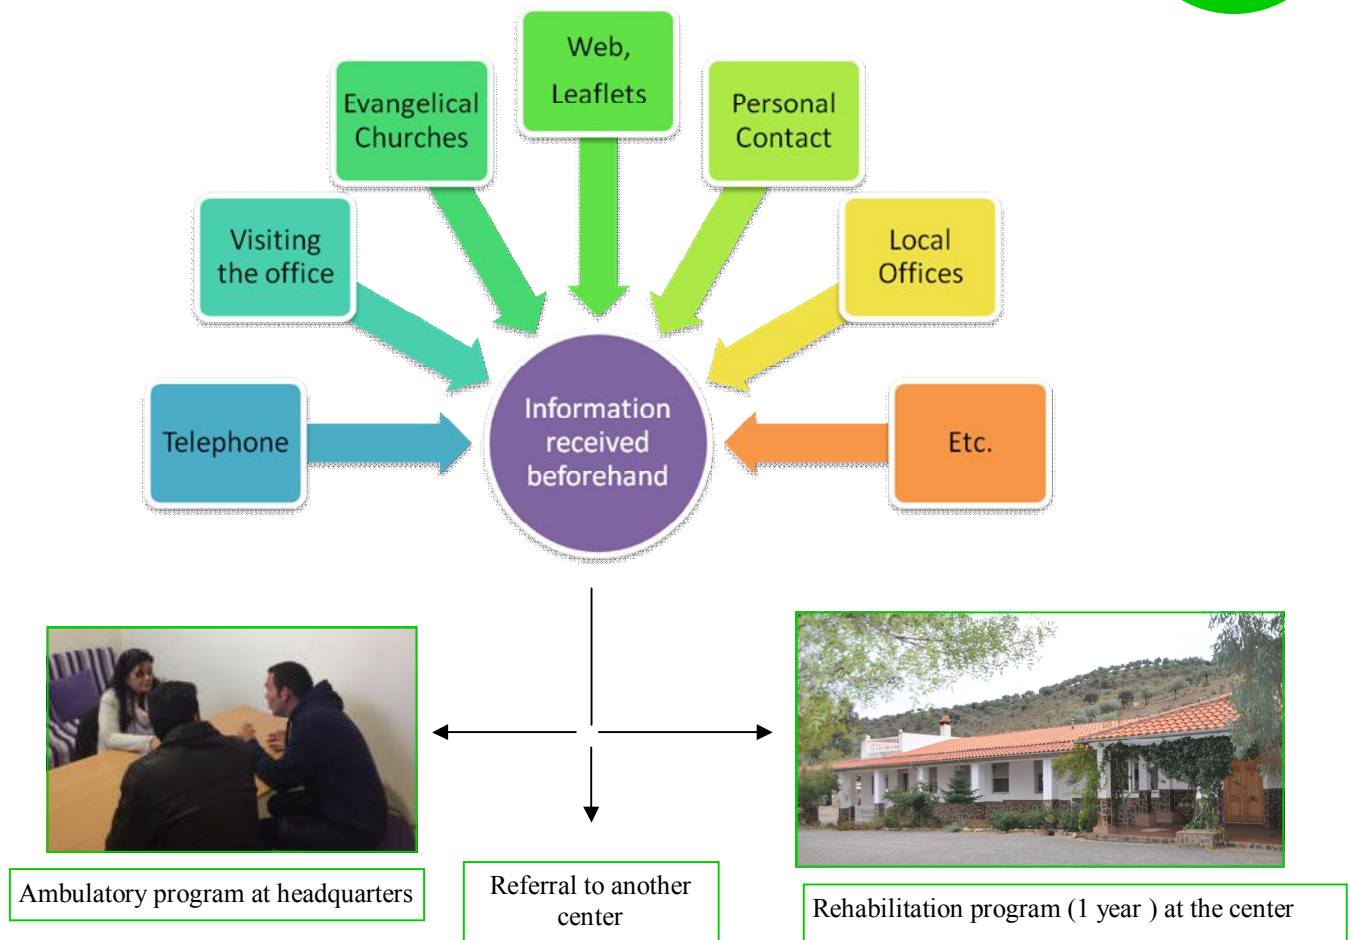 Web,
Leaflets
Evangelical
Churches
Personal
Contact
Visiting
the office
Local
Offices
Telephone
Information
received
beforehand
Etc.
Ambulatory program at headquarters
Referral to another
center
Rehabilitation program (1 year ) at the center